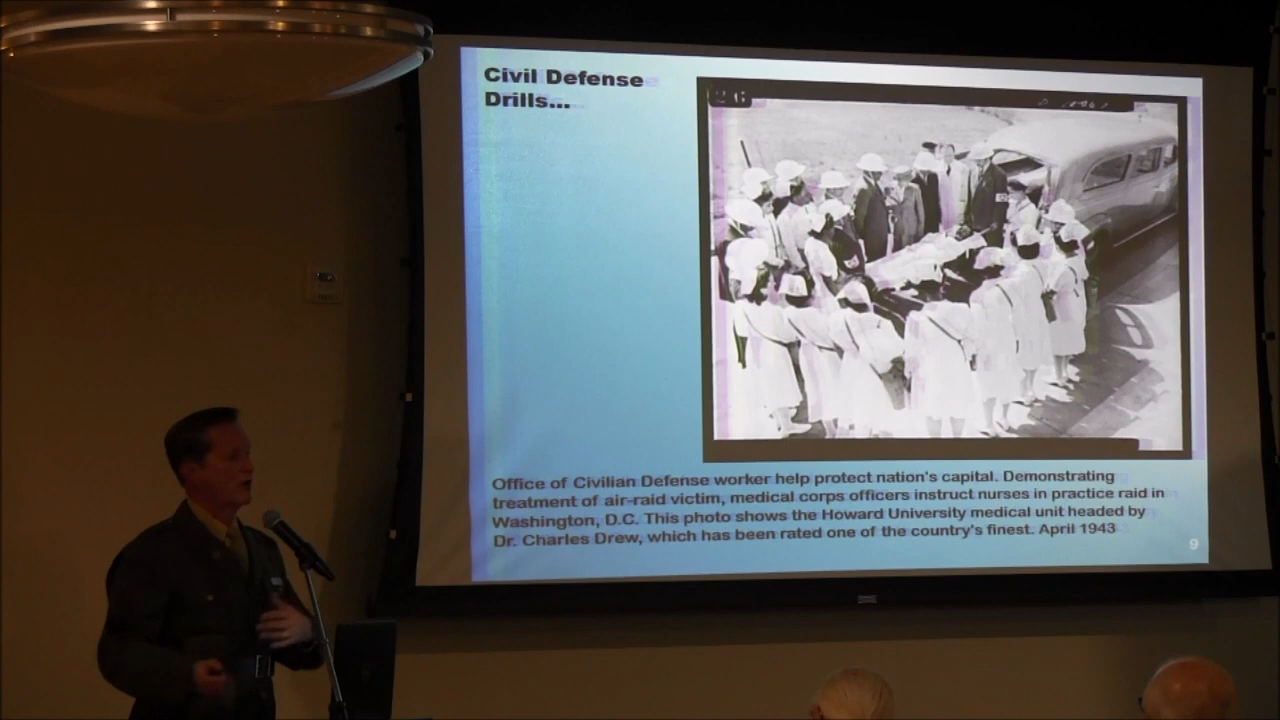 Civil Defense
Drills...
26
Office of Civilian Defense worker help protect nation's capital. Demonstrating
treatment of air-raid victim, medical corps officers instruct nurses in practice raid in
Washington, D.C. This photo shows the Howard University medical unit headed by
Dr. Charles Drew, which has been rated one of the country's finest. April 1943
9